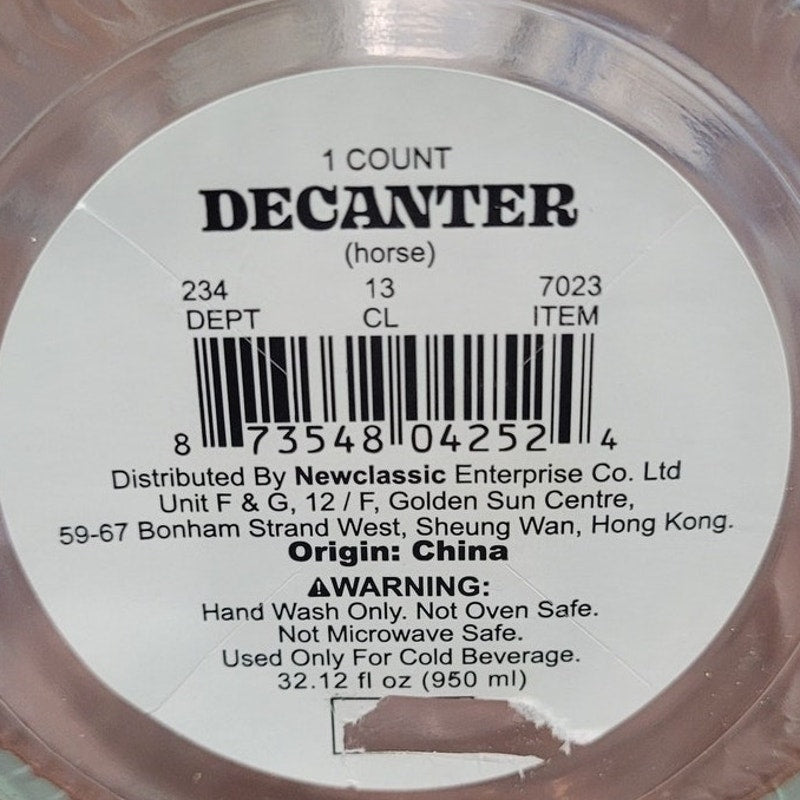 1 COUNT
DECANTER
(horse)
234 13 7023
DEPT CL ITEM
8 73548 04252 4
Distributed By Newclassic Enterprise Co. Ltd
Unit F & G, 12 / F, Golden Sun Centre,
59-67 Bonham Strand West, Sheung Wan, Hong Kong.
Origin: China
⚠WARNING:
Hand Wash Only. Not Oven Safe.
Not Microwave Safe.
Used Only For Cold Beverage.
32.12 fl oz (950 ml)